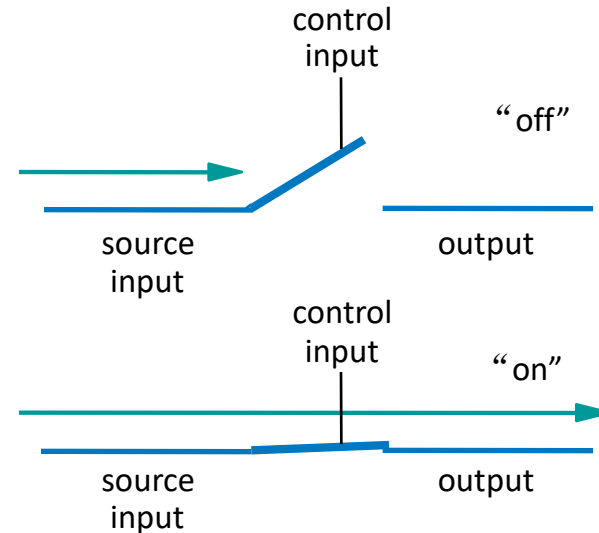 control
input
“off”
source
input
output
control
input
“on”
source
input
output